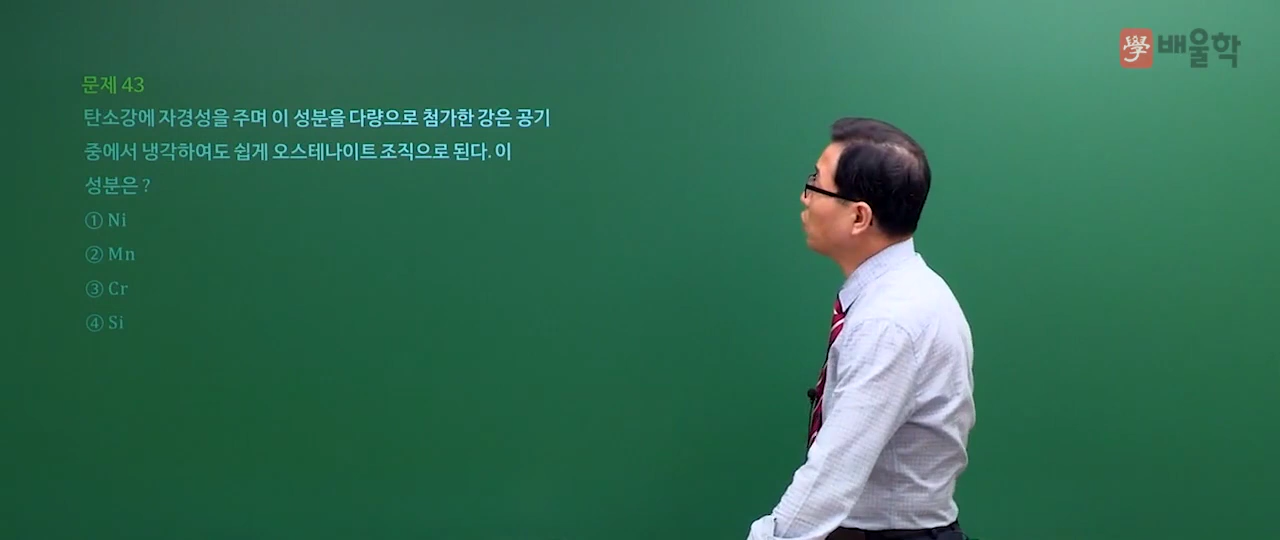 學 배울학
문제 43
탄소강에 자경성을 주며 이 성분을 다량으로 첨가한 강은 공기
중에서 냉각하여도 쉽게 오스테나이트 조직으로 된다. 이
성분은 ?
① Ni
② Mn
③ Cr
④ Si